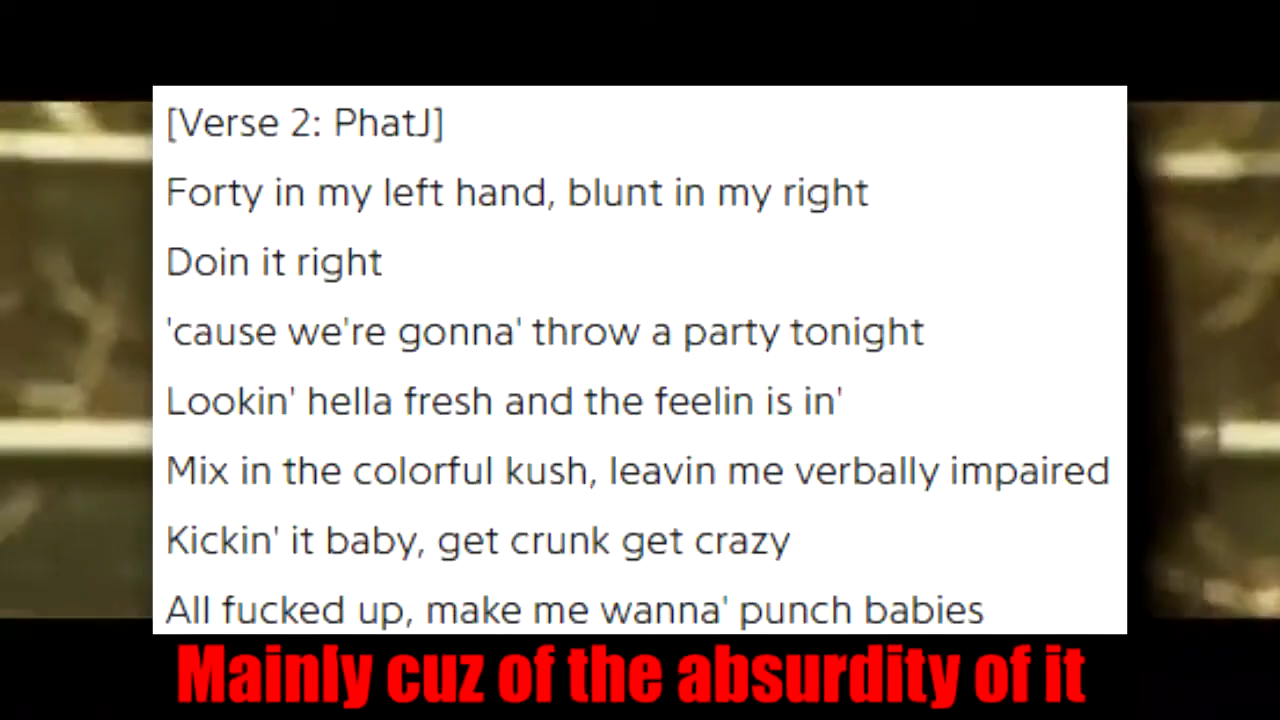 [Verse 2: PhatJ]
Forty in my left hand, blunt in my right
Doin it right
'cause we're gonna' throw a party tonight
Lookin' hella fresh and the feelin is in'
Mix in the colorful kush, leavin me verbally impaired
Kickin' it baby, get crunk get crazy
All fucked up, make me wanna' punch babies
Mainly cuz of the absurdity of it